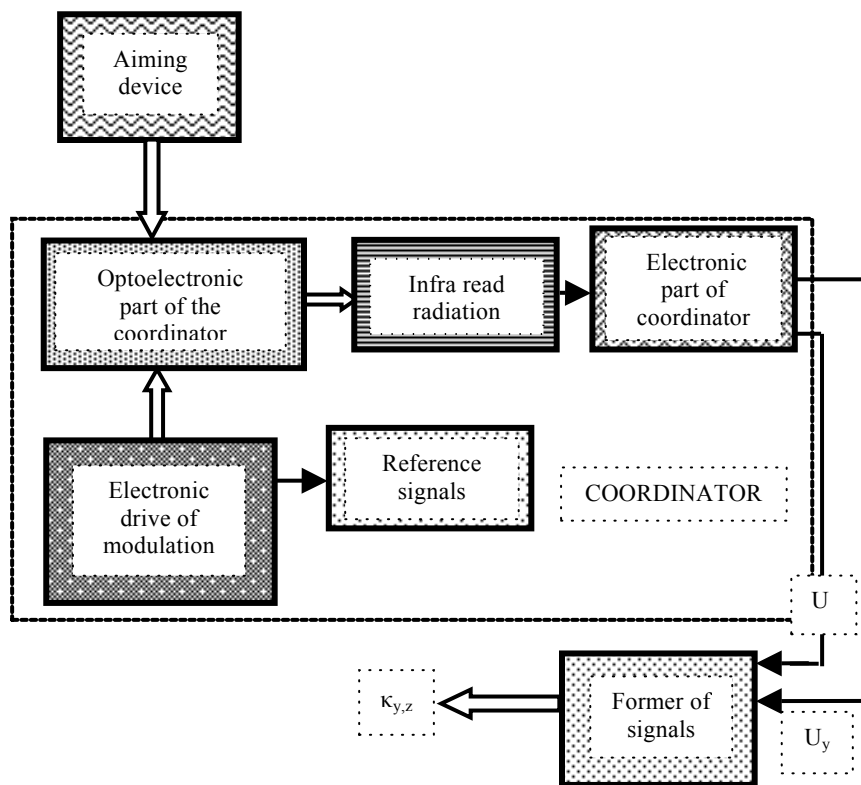 Aiming
device
Optoelectronic
part of the
coordinator
Infra read
radiation
Electronic
part of
coordinator
Electronic
drive of
modulation
Reference
signals
COORDINATOR
U
κy,z
Former of
signals
Uy